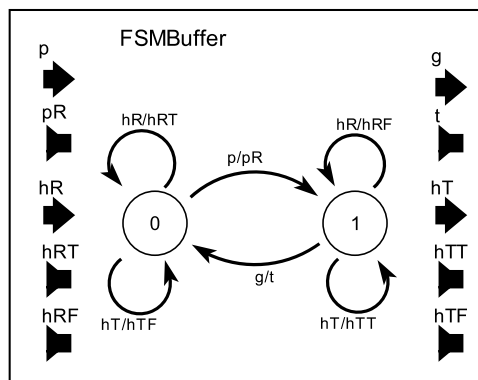 FSMBuffer
p
pR
hR
hRT
hRF
hR/hRT
p/pR
hR/hRF
0
1
g/t
hT/hTF
hT/hTT
g
t
hT
hTT
hTF